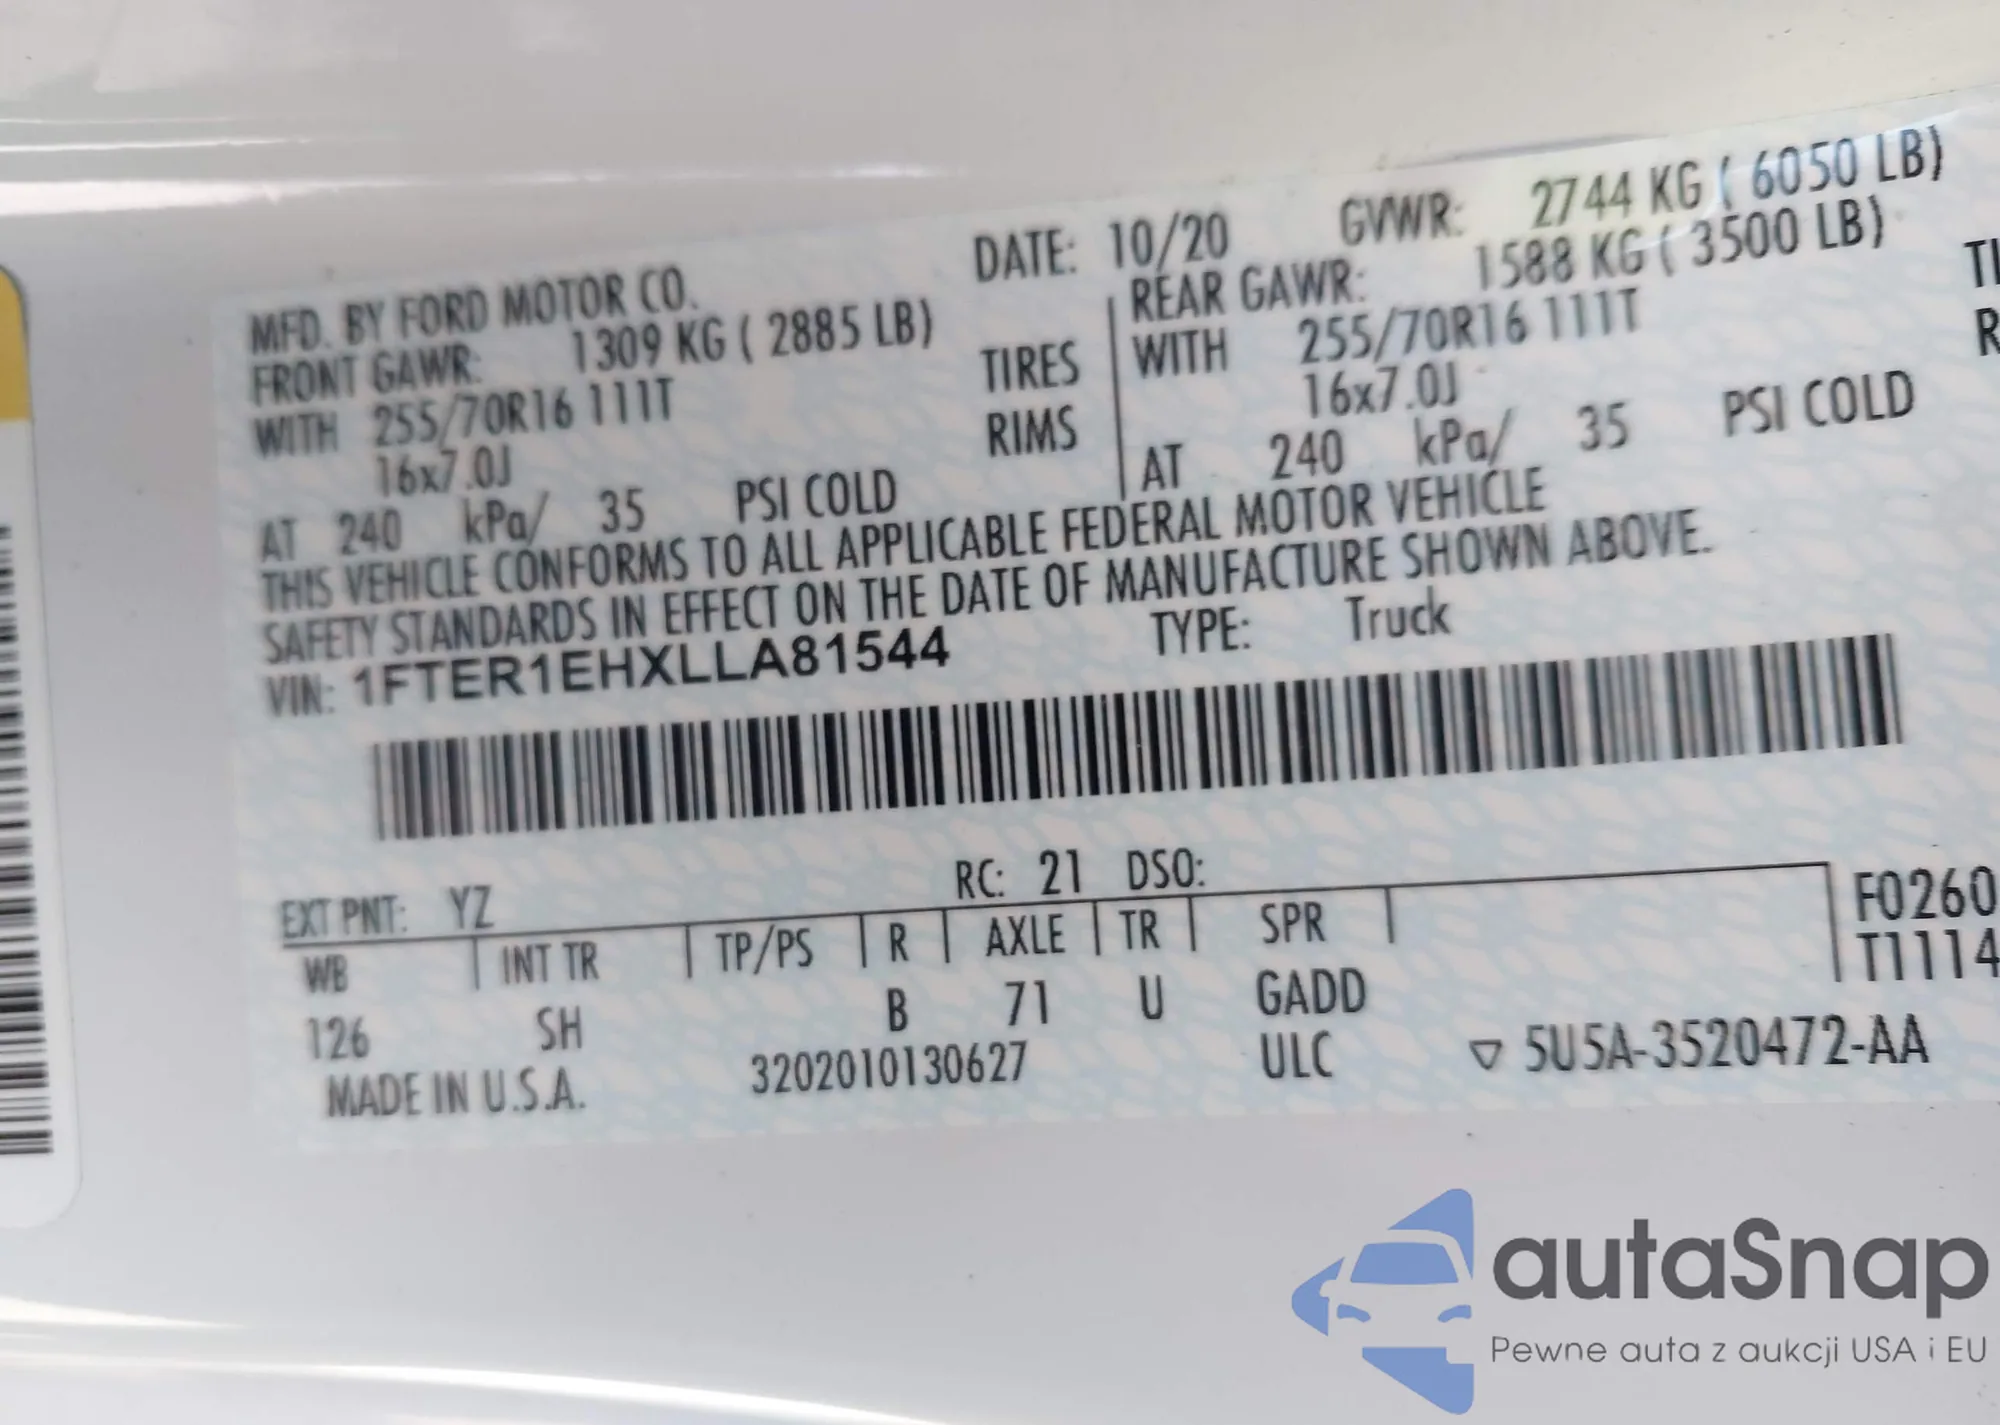 MFD. BY FORD MOTOR CO. DATE: 10/20 GVWR: 2744 KG ( 6050 LB)
FRONT GAWR: 1309 KG ( 2885 LB) REAR GAWR: 1588 KG ( 3500 LB)
WITH 255/70R16 111T TIRES WITH 255/70R16 111T TI
16x7.0J RIMS 16x7.0J R
AT 240 kPa/ 35 PSI COLD AT 240 kPa/ 35 PSI COLD
THIS VEHICLE CONFORMS TO ALL APPLICABLE FEDERAL MOTOR VEHICLE
SAFETY STANDARDS IN EFFECT ON THE DATE OF MANUFACTURE SHOWN ABOVE.
VIN: 1FTER1EHXLLA81544 TYPE: Truck
EXT PNT: YZ RC: 21 DSO: F0260
WB INT TR TP/PS R AXLE TR SPR T1114
126 SH B 71 U GADD
MADE IN U.S.A. 3202010130627 ULC ▽ 5U5A-3520472-AA
autaSnap
Pewne auta z aukcji USA i EU